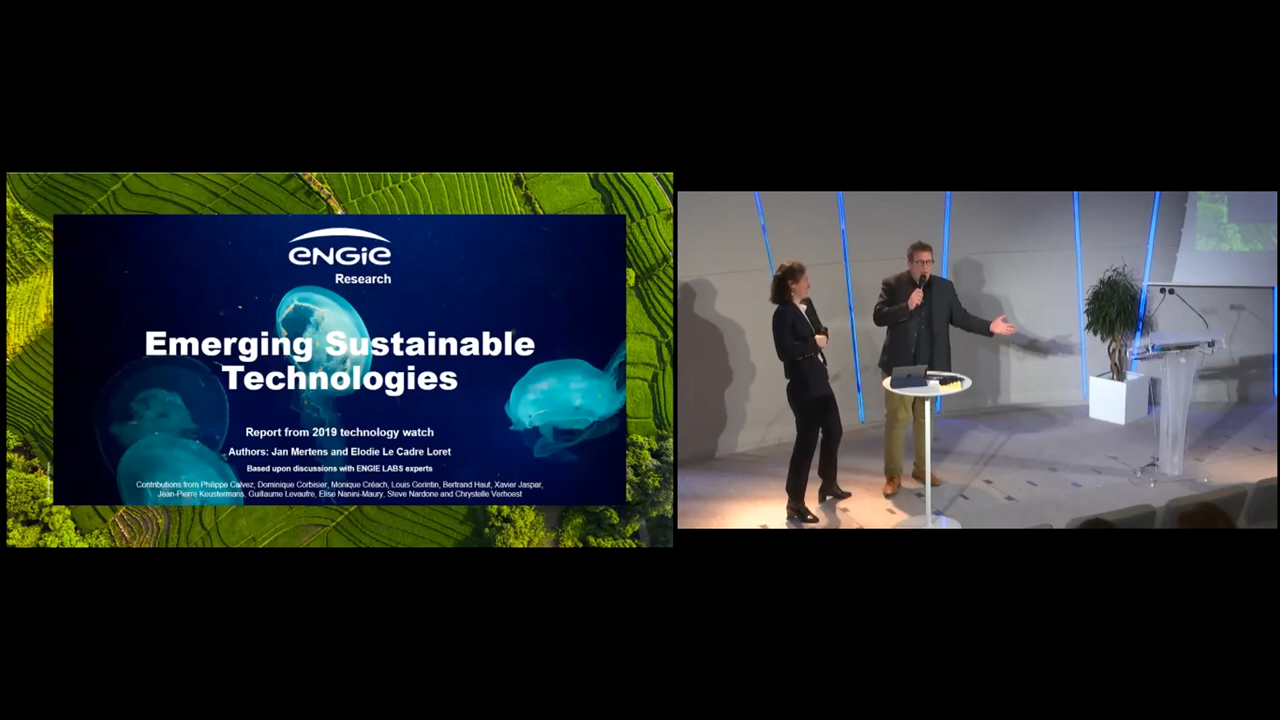 ENGIE
Research
Emerging Sustainable
Technologies
Report from 2019 technology watch
Authors: Jan Mertens and Elodie Le Cadre Loret
Based upon discussions with ENGIE LABS experts
Contributions from Philippe Calvez, Dominique Corbisier, Monique Créach, Louis Gorintin, Bertrand Haut, Xavier Jaspar,
Jean-Pierre Keustermans, Guillaume Levaufre, Elise Nanini-Maury, Steve Nardone and Chrystelle Verhoest